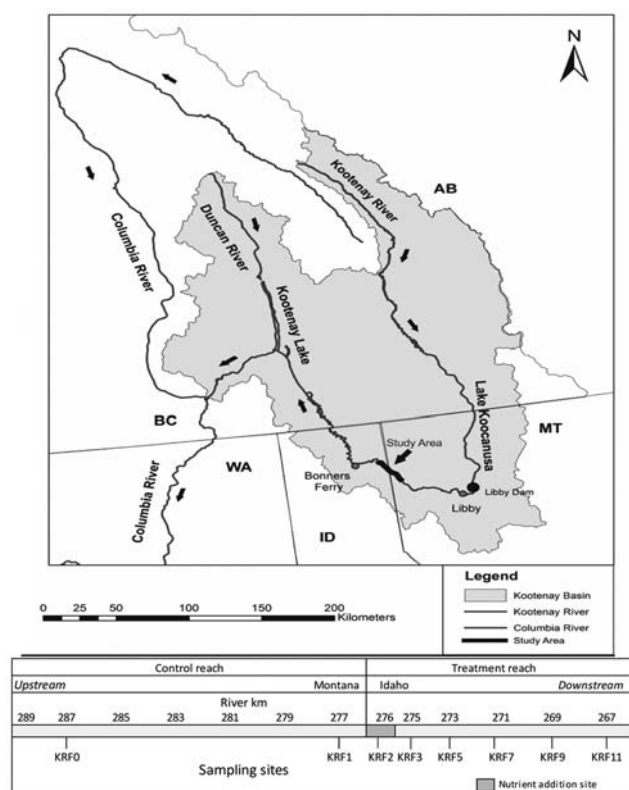 N
AB
Kootenay River
Duncan River
Columbia River
Kootenay Lake
Lake Koocanusa
BC
MT
Study Area
WA
Bonners
Ferry
Libby Dam
Libby
Columbia River
ID
0 25 50 100 150 200
Kilometers
Legend
Kootenay Basin
Kootenay River
Columbia River
Study Area
Control reach Treatment reach
Upstream Montana Idaho Downstream
River km
289 287 285 283 281 279 277 276 275 273 271 269 267
KRF0 KRF1 KRF2 KRF3 KRF5 KRF7 KRF9 KRF11
Sampling sites
Nutrient addition site